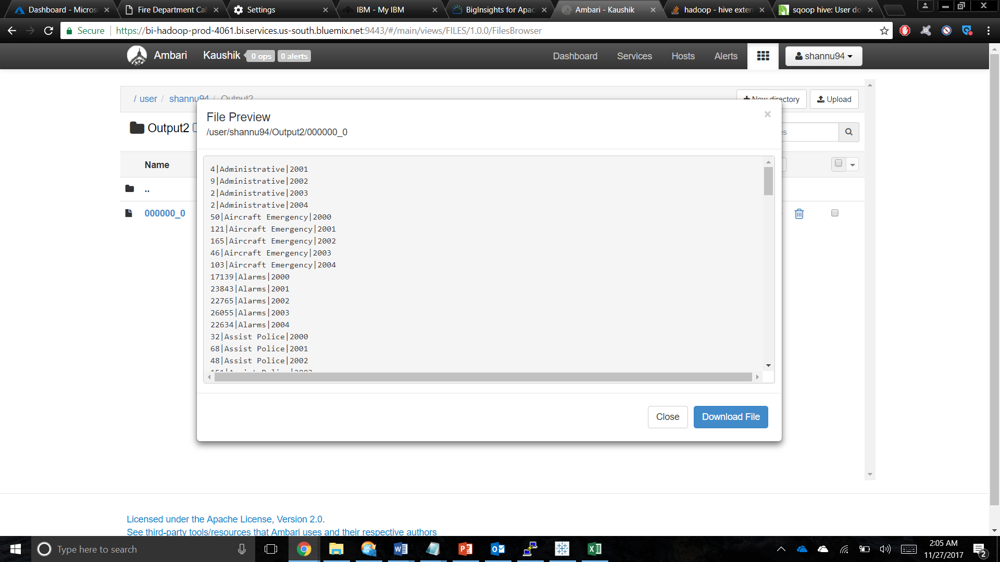 Dashboard - Micros
Fire Department Cal
Settings
IBM - My IBM
BigInsights for Apac
Ambari - Kaushik
hadoop - hive exter
sqoop hive: User do
Secure
https://bi-hadoop-prod-4061.bi.services.us-south.bluemix.net:9443/#/main/views/FILES/1.0.0/FilesBrowser
Ambari
Kaushik
0 ops
0 alerts
Dashboard
Services
Hosts
Alerts
shannu94
/ user / shannu94 / Output2
New directory
Upload
Output2
Name
..
000000_0
File Preview
/user/shannu94/Output2/000000_0
4|Administrative|2001
9|Administrative|2002
2|Administrative|2003
2|Administrative|2004
50|Aircraft Emergency|2000
121|Aircraft Emergency|2001
165|Aircraft Emergency|2002
46|Aircraft Emergency|2003
103|Aircraft Emergency|2004
17139|Alarms|2000
23843|Alarms|2001
22765|Alarms|2002
26055|Alarms|2003
22634|Alarms|2004
32|Assist Police|2000
68|Assist Police|2001
48|Assist Police|2002
151|Assist Police|2003
Close
Download File
Licensed under the Apache License, Version 2.0.
See third-party tools/resources that Ambari uses and their respective authors
Type here to search
2:05 AM
11/27/2017
2